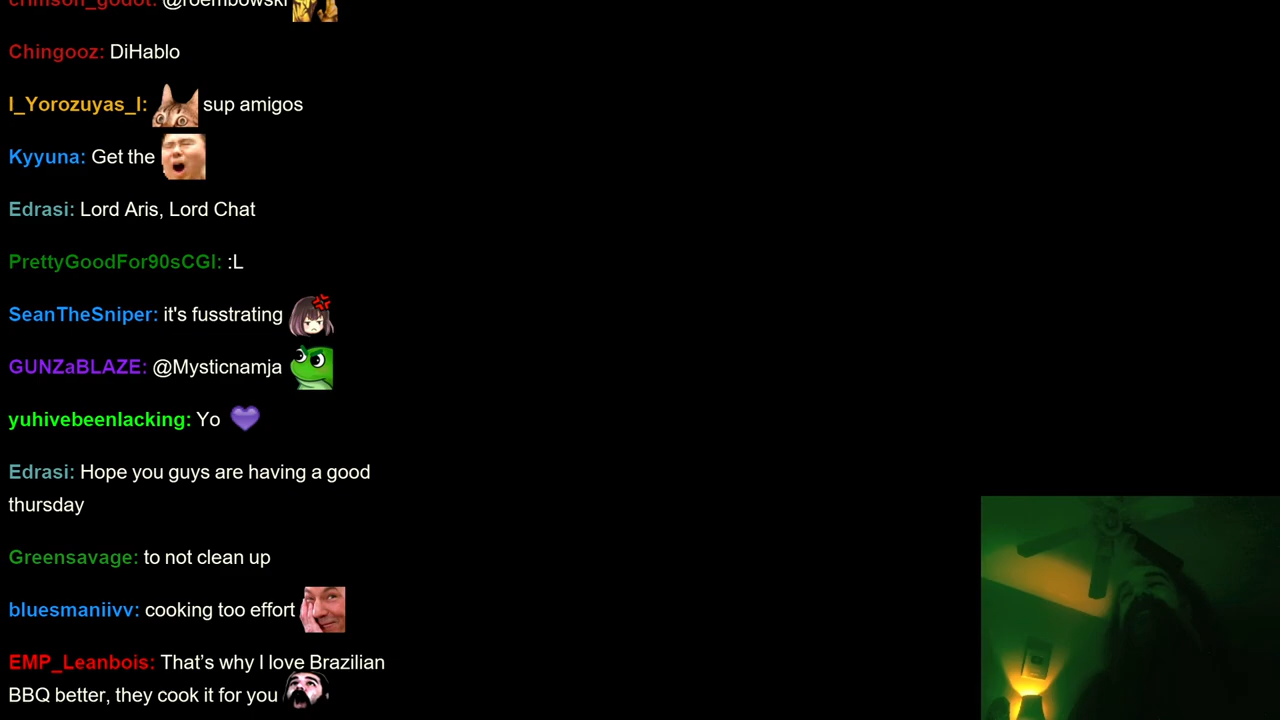 crimson_godot: @roembowski
Chingooz: DiHablo
I_Yorozuyas_I: sup amigos
Kyyuna: Get the
Edrasi: Lord Aris, Lord Chat
PrettyGoodFor90sCGI: :L
SeanTheSniper: it's fusstrating
GUNZaBLAZE: @Mysticnamja
yuhivebeenlacking: Yo
Edrasi: Hope you guys are having a good
thursday
Greensavage: to not clean up
bluesmaniivv: cooking too effort
EMP_Leanbois: That’s why I love Brazilian
BBQ better, they cook it for you